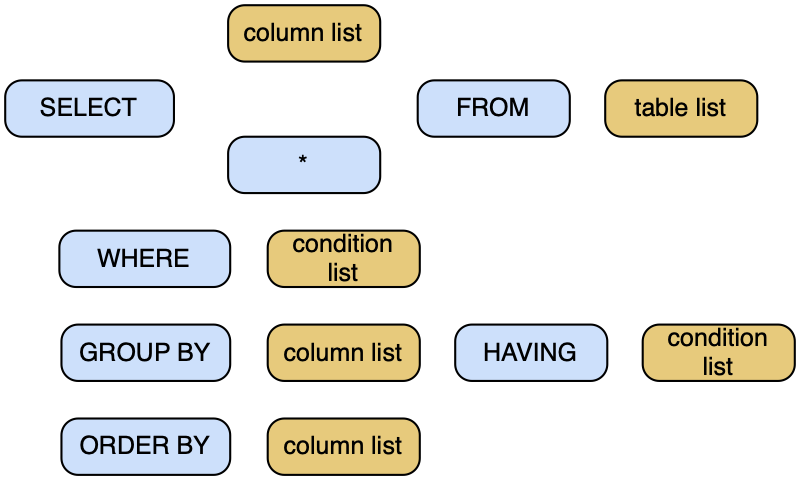 column list
SELECT
FROM
table list
*
WHERE
condition
list
GROUP BY
column list
HAVING
condition
list
ORDER BY
column list